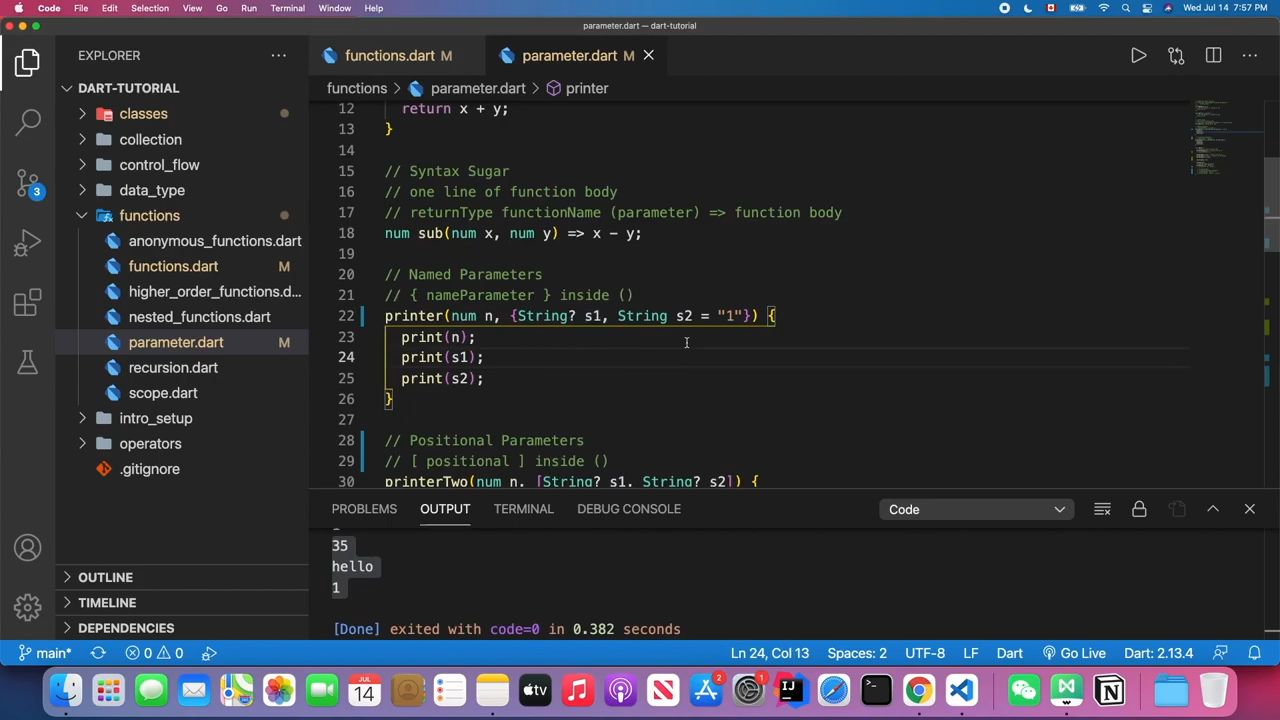 Code File Edit Selection View Go Run Terminal Window Help Wed Jul 14 7:57 PM
parameter.dart — dart-tutorial
EXPLORER
functions.dart M
parameter.dart M
functions > parameter.dart > printer
DART-TUTORIAL
classes
collection
control_flow
data_type
functions
anonymous_functions.dart
functions.dart M
higher_order_functions.d...
nested_functions.dart
parameter.dart M
recursion.dart
scope.dart
intro_setup
operators
.gitignore
OUTLINE
TIMELINE
DEPENDENCIES
3
12 return x + y;
13 }
14
15 // Syntax Sugar
16 // one line of function body
17 // returnType functionName (parameter) => function body
18 num sub(num x, num y) => x - y;
19
20 // Named Parameters
21 // { nameParameter } inside ()
22 printer(num n, {String? s1, String s2 = "1"}) {
23 print(n);
24 print(s1);
25 print(s2);
26 }
27
28 // Positional Parameters
29 // [ positional ] inside ()
30 printerTwo(num n, [String? s1, String? s2]) {
PROBLEMS OUTPUT TERMINAL DEBUG CONSOLE Code
35
hello
1
[Done] exited with code=0 in 0.382 seconds
main* 0 0 Ln 24, Col 13 Spaces: 2 UTF-8 LF Dart Go Live Dart: 2.13.4
JUL
14
tv
2
1
IJ